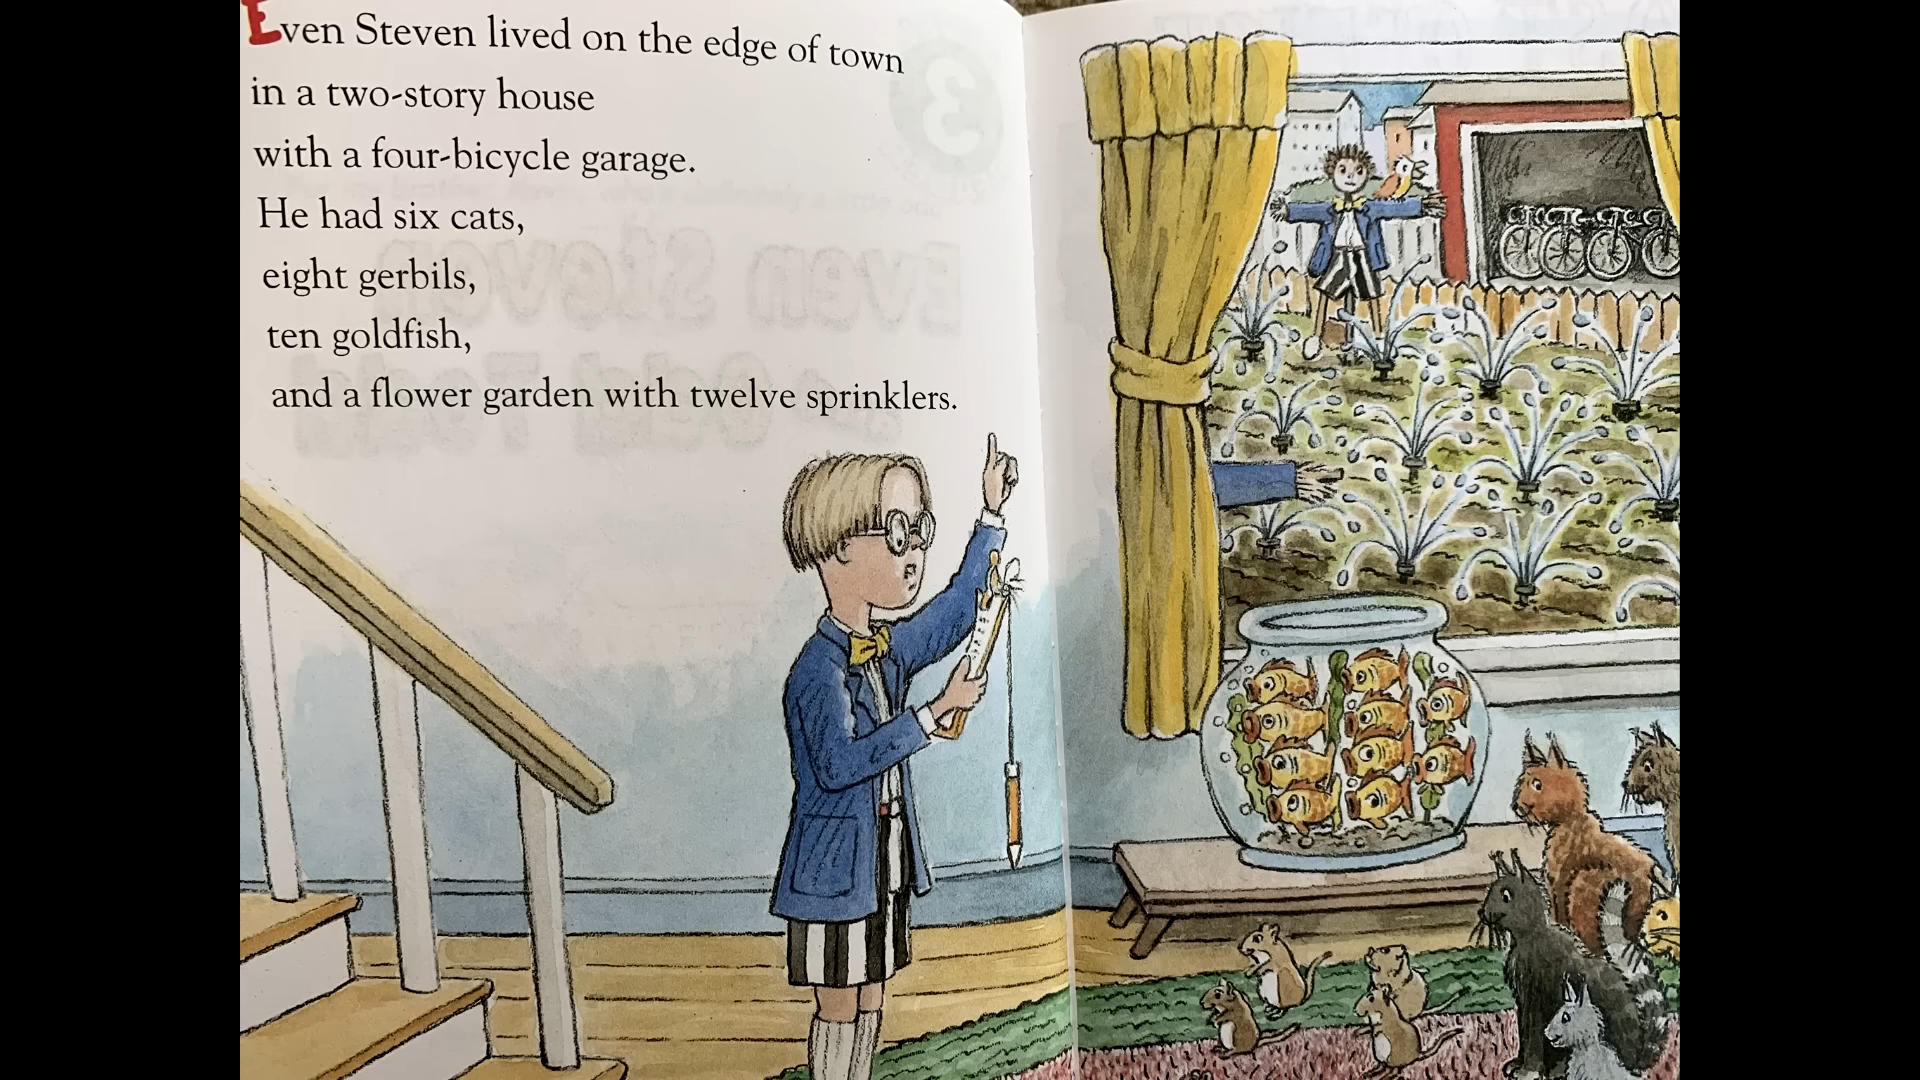 Even Steven lived on the edge of town
in a two-story house
with a four-bicycle garage.
He had six cats,
eight gerbils,
ten goldfish,
and a flower garden with twelve sprinklers.